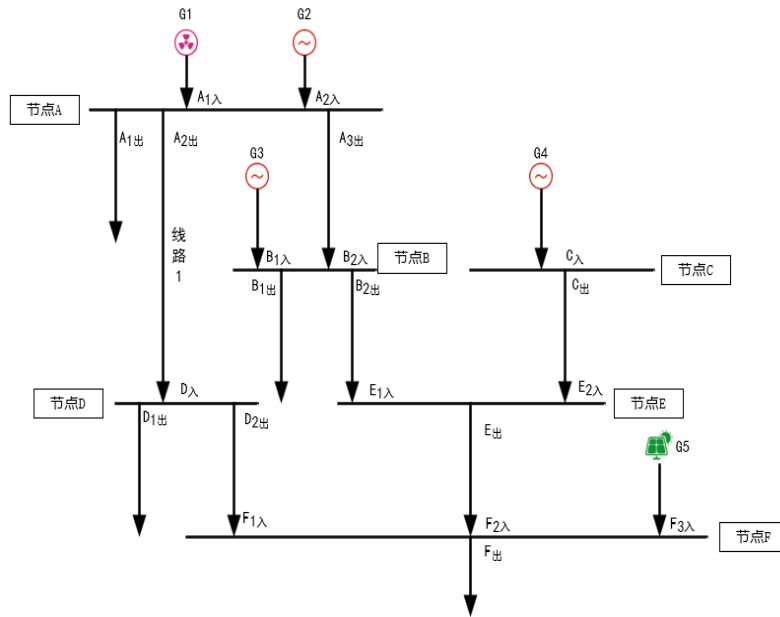 G1
G2
A1入
A2入
节点A
A1出
A2出
A3出
G3
G4
线路1
B1入
B2入
节点B
C入
节点C
B1出
B2出
C出
节点D
D入
E1入
E2入
节点E
D1出
D2出
E出
G5
F1入
F2入
F3入
节点F
F出